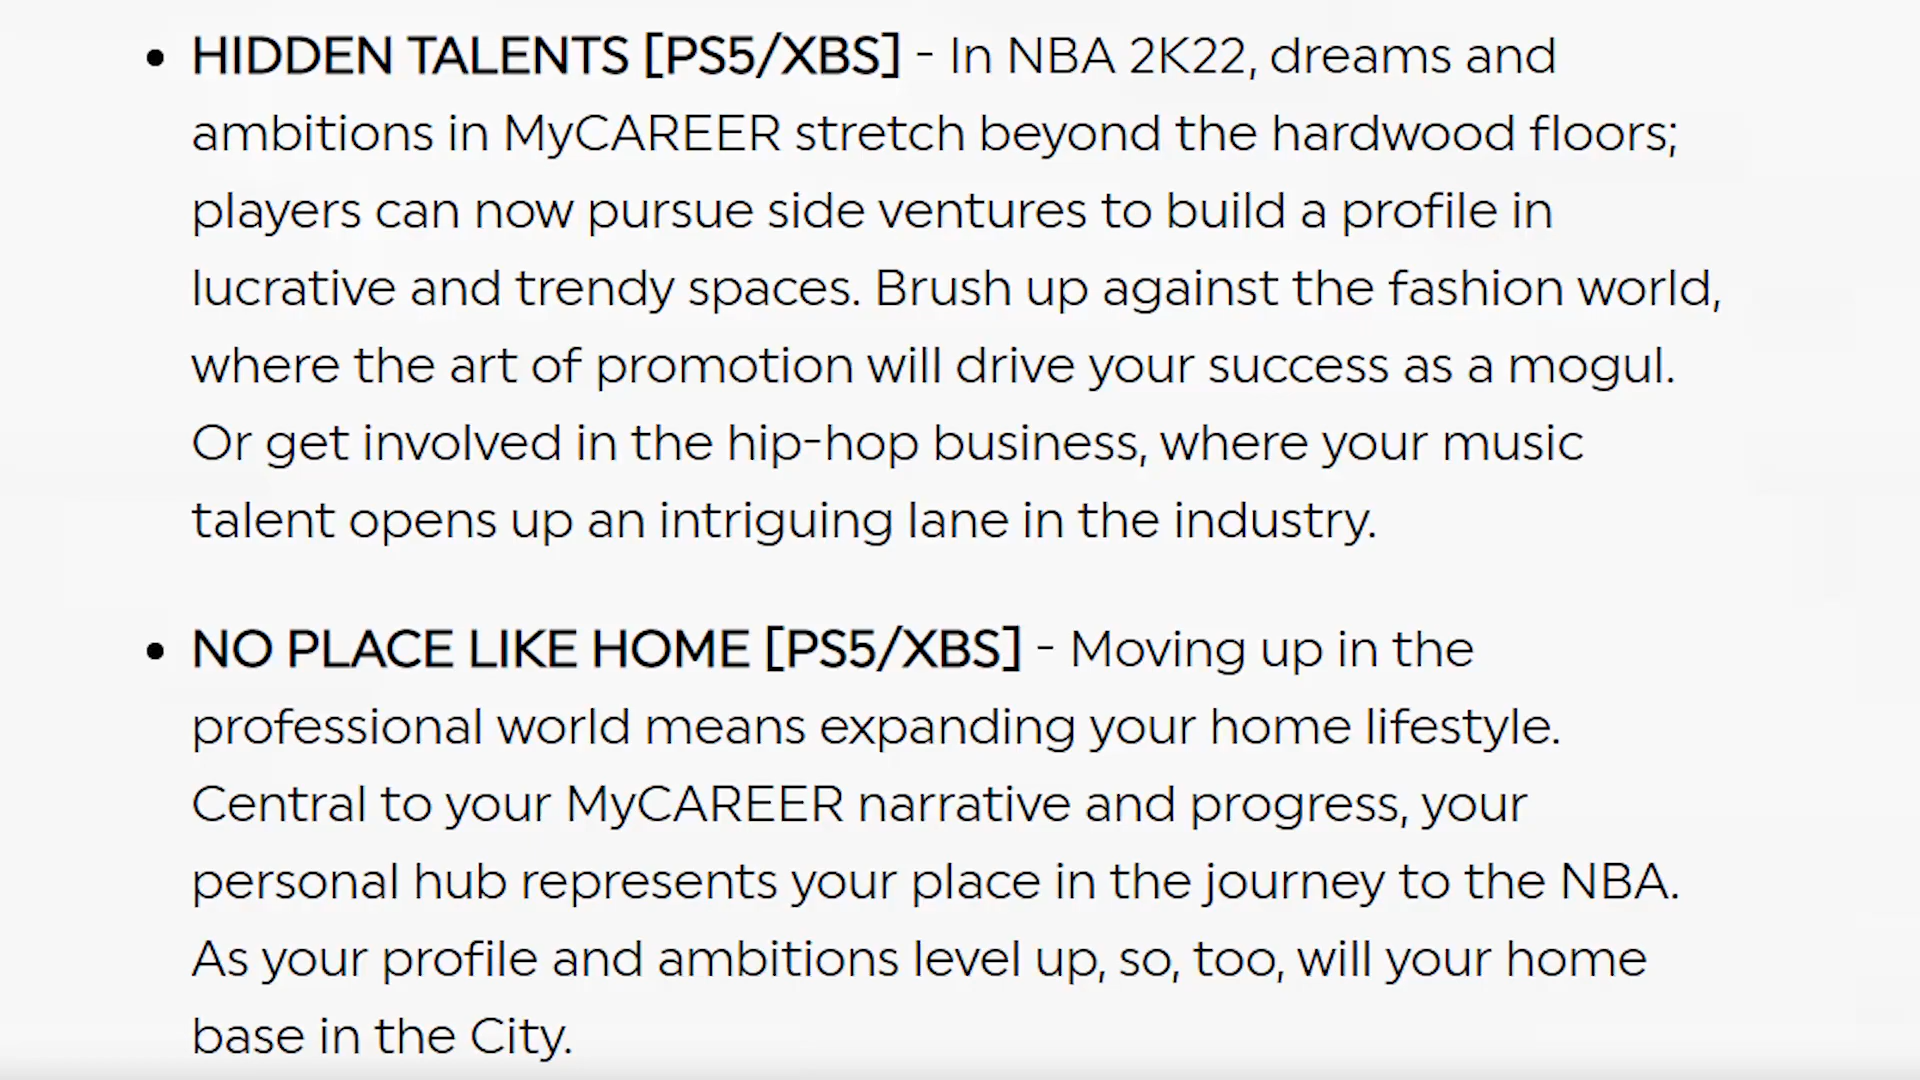 • HIDDEN TALENTS [PS5/XBS] - In NBA 2K22, dreams and
ambitions in MyCAREER stretch beyond the hardwood floors;
players can now pursue side ventures to build a profile in
lucrative and trendy spaces. Brush up against the fashion world,
where the art of promotion will drive your success as a mogul.
Or get involved in the hip-hop business, where your music
talent opens up an intriguing lane in the industry.
• NO PLACE LIKE HOME [PS5/XBS] - Moving up in the
professional world means expanding your home lifestyle.
Central to your MyCAREER narrative and progress, your
personal hub represents your place in the journey to the NBA.
As your profile and ambitions level up, so, too, will your home
base in the City.